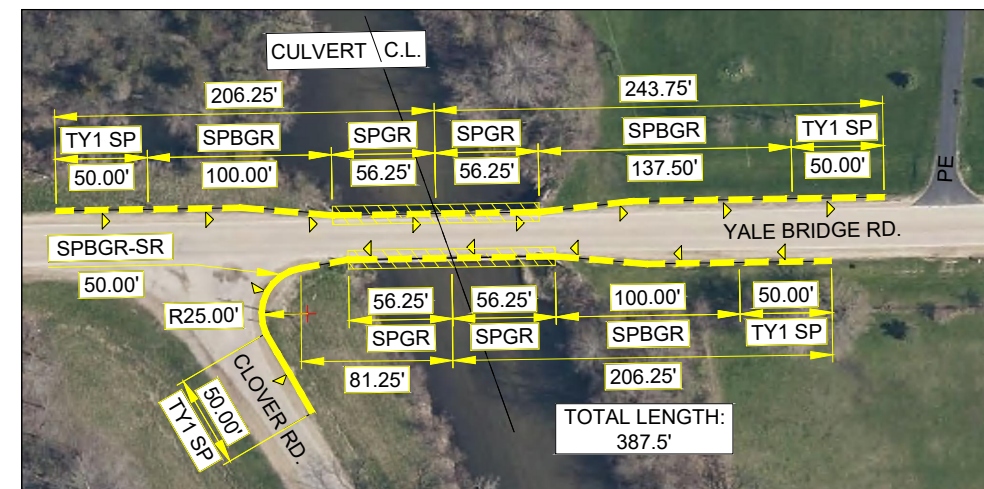 CULVERT C.L.
206.25'
243.75'
TY1 SP
SPBGR
SPGR
SPGR
SPBGR
TY1 SP
50.00'
100.00'
56.25'
56.25'
137.50'
50.00'
PE
YALE BRIDGE RD.
SPBGR-SR
50.00'
R25.00'
56.25'
56.25'
100.00'
50.00'
SPGR
SPGR
SPBGR
TY1 SP
81.25'
206.25'
CLOVER RD.
50.00'
TY1 SP
TOTAL LENGTH:
387.5'